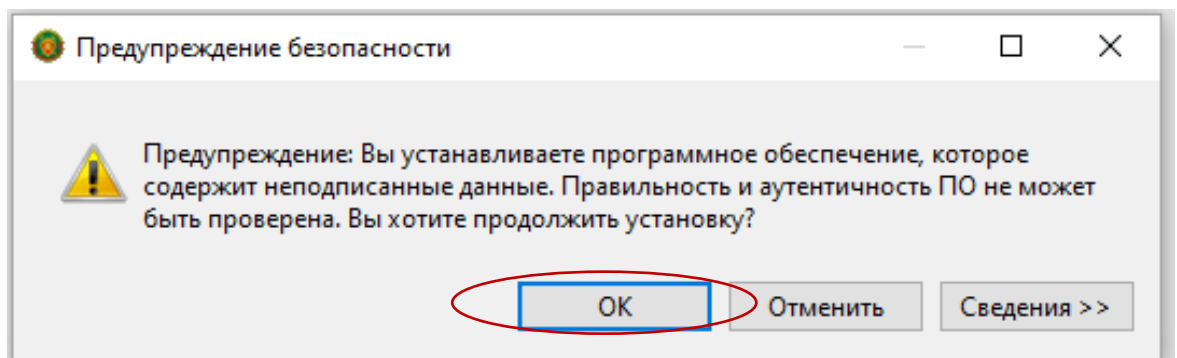 Предупреждение безопасности
Предупреждение: Вы устанавливаете программное обеспечение, которое
содержит неподписанные данные. Правильность и аутентичность ПО не может
быть проверена. Вы хотите продолжить установку?
ОК Отменить Сведения >>